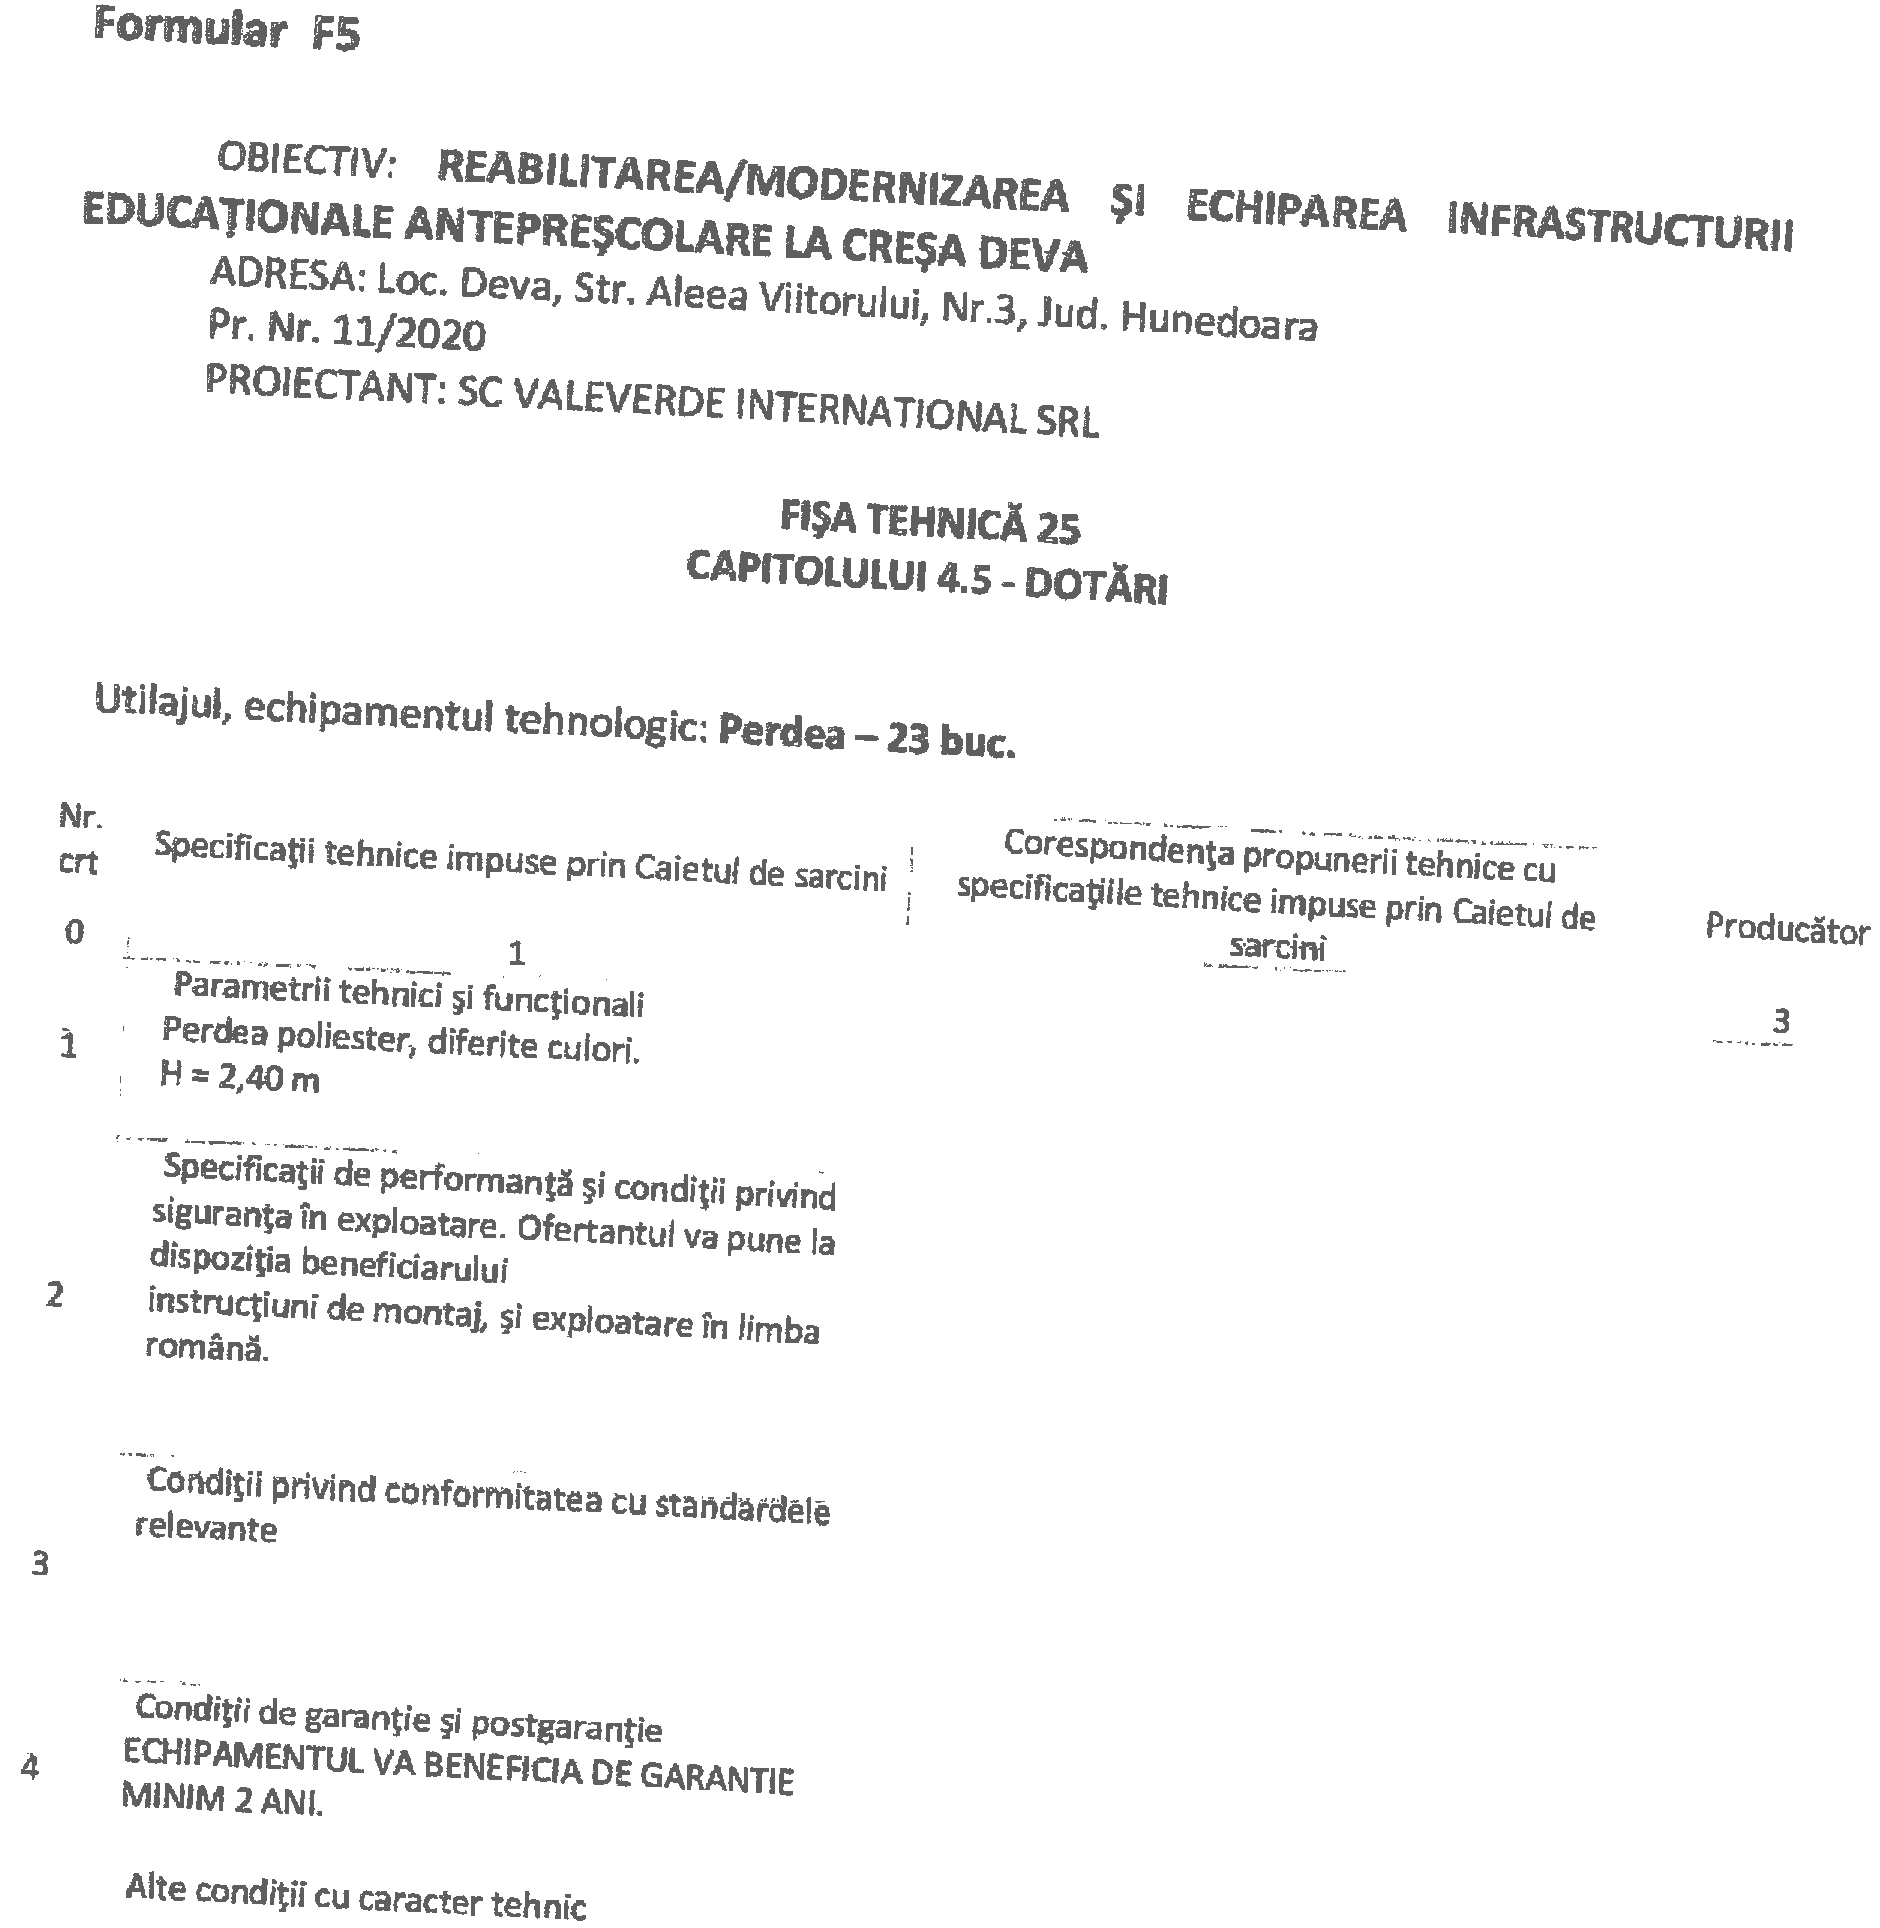 Formular F5
OBIECTIV: REABILITAREA/MODERNIZAREA ŞI ECHIPAREA INFRASTRUCTURII
EDUCAŢIONALE ANTEPREŞCOLARE LA CREŞA DEVA
ADRESA: Loc. Deva, Str. Aleea Viitorului, Nr.3, Jud. Hunedoara
Pr. Nr. 11/2020
PROIECTANT: SC VALEVERDE INTERNATIONAL SRL
FIŞA TEHNICĂ 25
CAPITOLULUI 4.5 - DOTĂRI
Utilajul, echipamentul tehnologic: Perdea – 23 buc.
Nr.
crt
Specificaţii tehnice impuse prin Caietul de sarcini
Corespondenţa propunerii tehnice cu
specificaţiile tehnice impuse prin Caietul de
sarcini
Producător
0
1
3
Parametrii tehnici şi funcţionali
1
Perdea poliester, diferite culori.
H = 2,40 m
Specificaţii de performanţă şi condiţii privind
siguranţa în exploatare. Ofertantul va pune la
dispoziţia beneficiarului
2
instrucţiuni de montaj, şi exploatare în limba
română.
Condiţii privind conformitatea cu standardele
relevante
3
Condiţii de garanţie şi postgaranţie
4
ECHIPAMENTUL VA BENEFICIA DE GARANTIE
MINIM 2 ANI.
Alte condiţii cu caracter tehnic